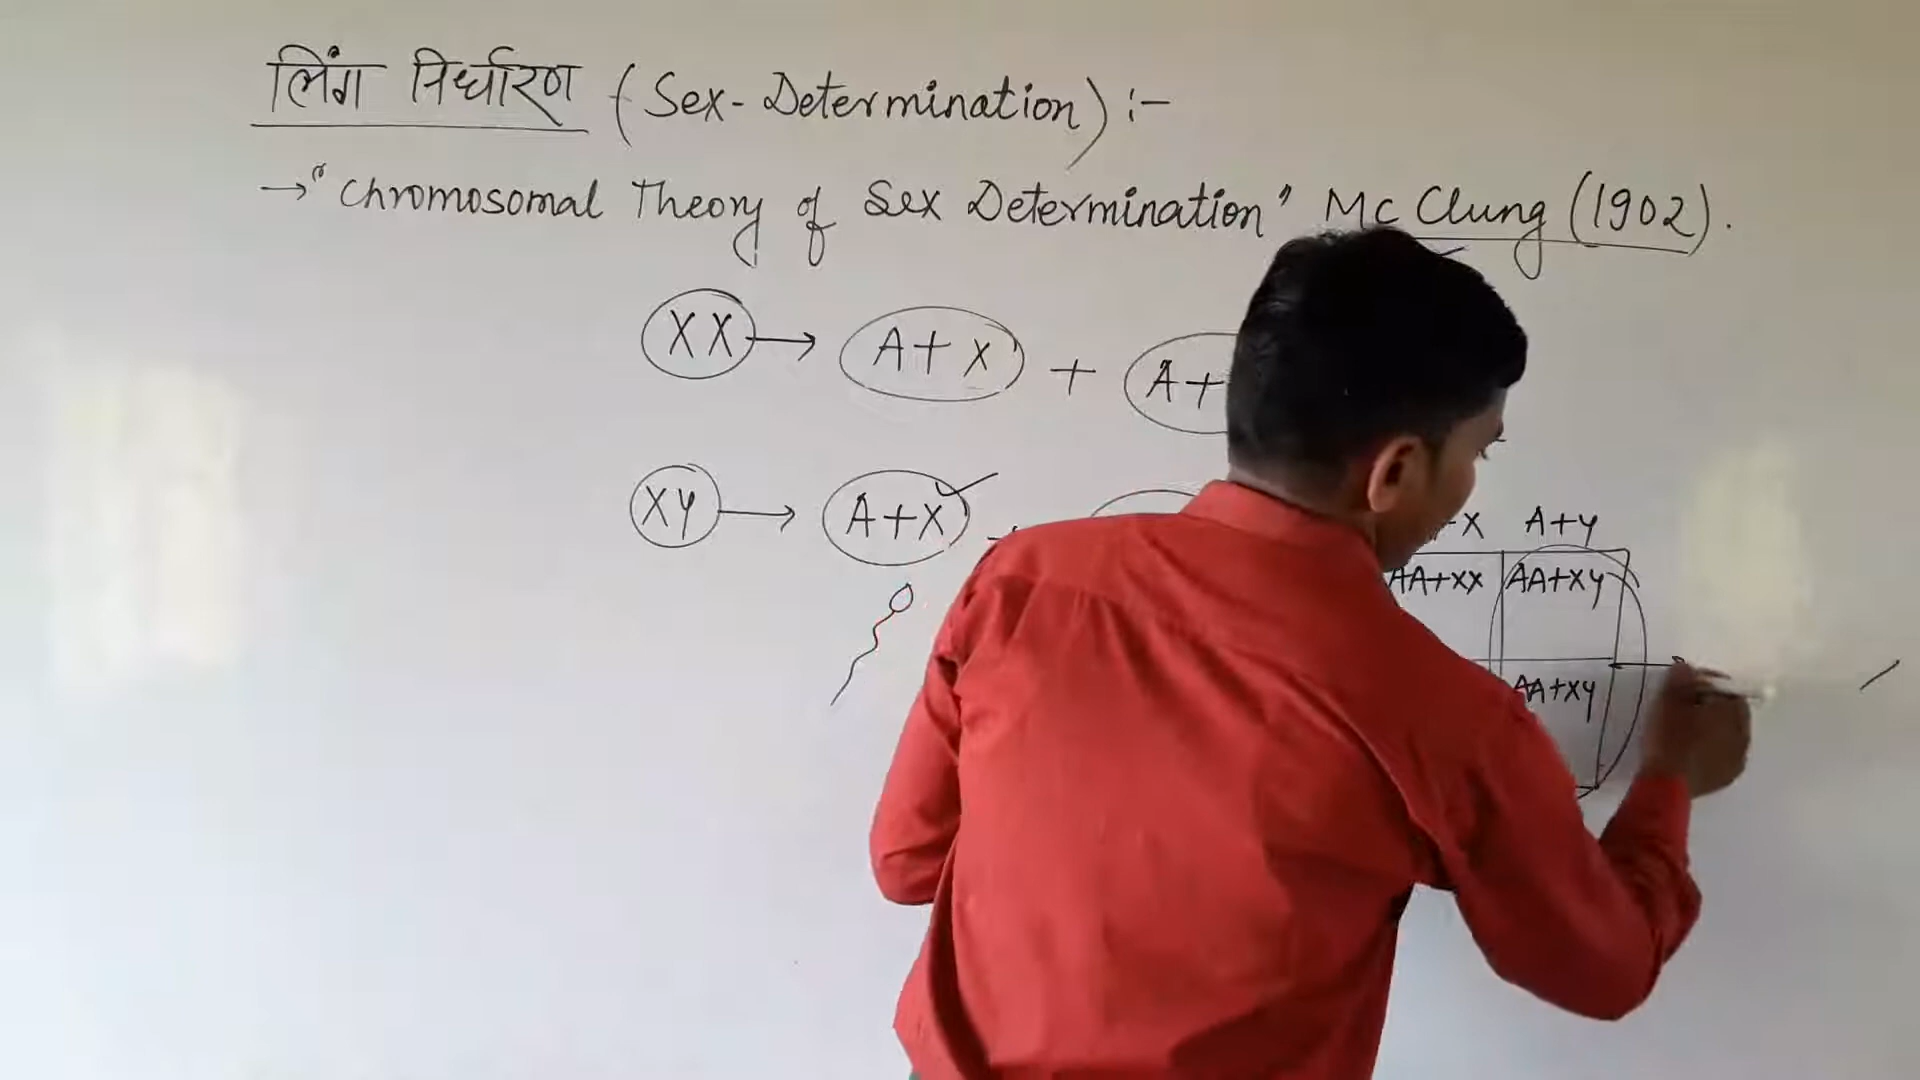 लिंग निर्धारण (Sex-Determination) :-
→ "Chromosomal Theory of Sex Determination" Mc Clung (1902).
XX → A+X + A+
XY → A+X
+X A+Y
AA+XX AA+XY
AA+XY